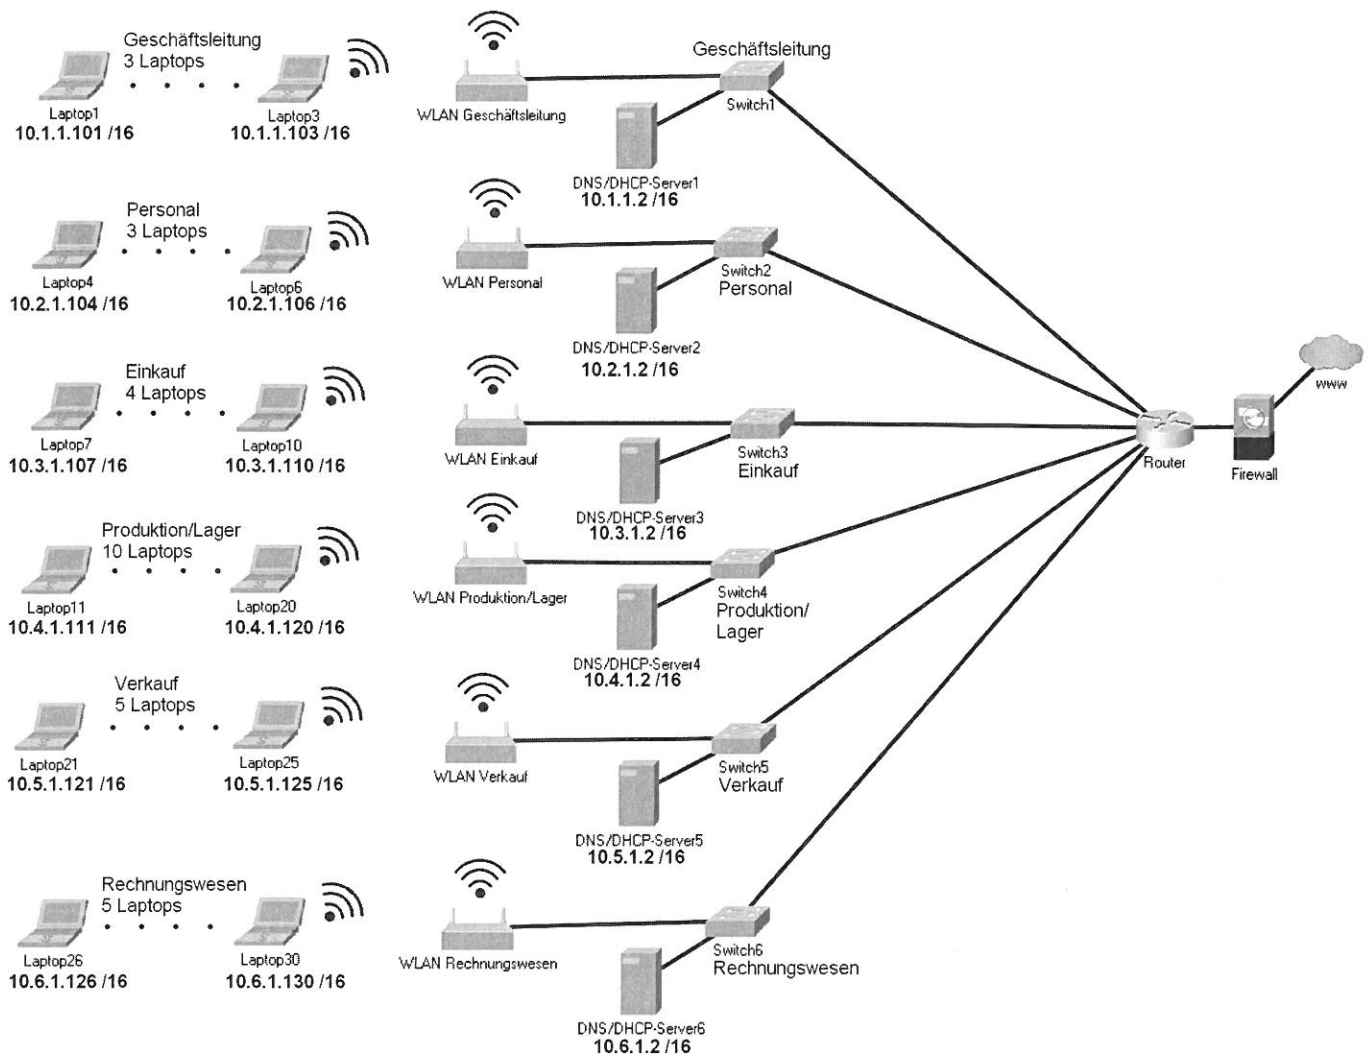 Geschäftsleitung
3 Laptops
Laptop1
10.1.1.101 /16
Laptop3
10.1.1.103 /16
WLAN Geschäftsleitung
Geschäftsleitung
Switch1
DNS/DHCP-Server1
10.1.1.2 /16
Personal
3 Laptops
Laptop4
10.2.1.104 /16
Laptop6
10.2.1.106 /16
WLAN Personal
Switch2
Personal
DNS/DHCP-Server2
10.2.1.2 /16
Einkauf
4 Laptops
Laptop7
10.3.1.107 /16
Laptop10
10.3.1.110 /16
WLAN Einkauf
Switch3
Einkauf
DNS/DHCP-Server3
10.3.1.2 /16
Router
Firewall
www
Produktion/Lager
10 Laptops
Laptop11
10.4.1.111 /16
Laptop20
10.4.1.120 /16
WLAN Produktion/Lager
Switch4
Produktion/
Lager
DNS/DHCP-Server4
10.4.1.2 /16
Verkauf
5 Laptops
Laptop21
10.5.1.121 /16
Laptop25
10.5.1.125 /16
WLAN Verkauf
Switch5
Verkauf
DNS/DHCP-Server5
10.5.1.2 /16
Rechnungswesen
5 Laptops
Laptop26
10.6.1.126 /16
Laptop30
10.6.1.130 /16
WLAN Rechnungswesen
Switch6
Rechnungswesen
DNS/DHCP-Server6
10.6.1.2 /16